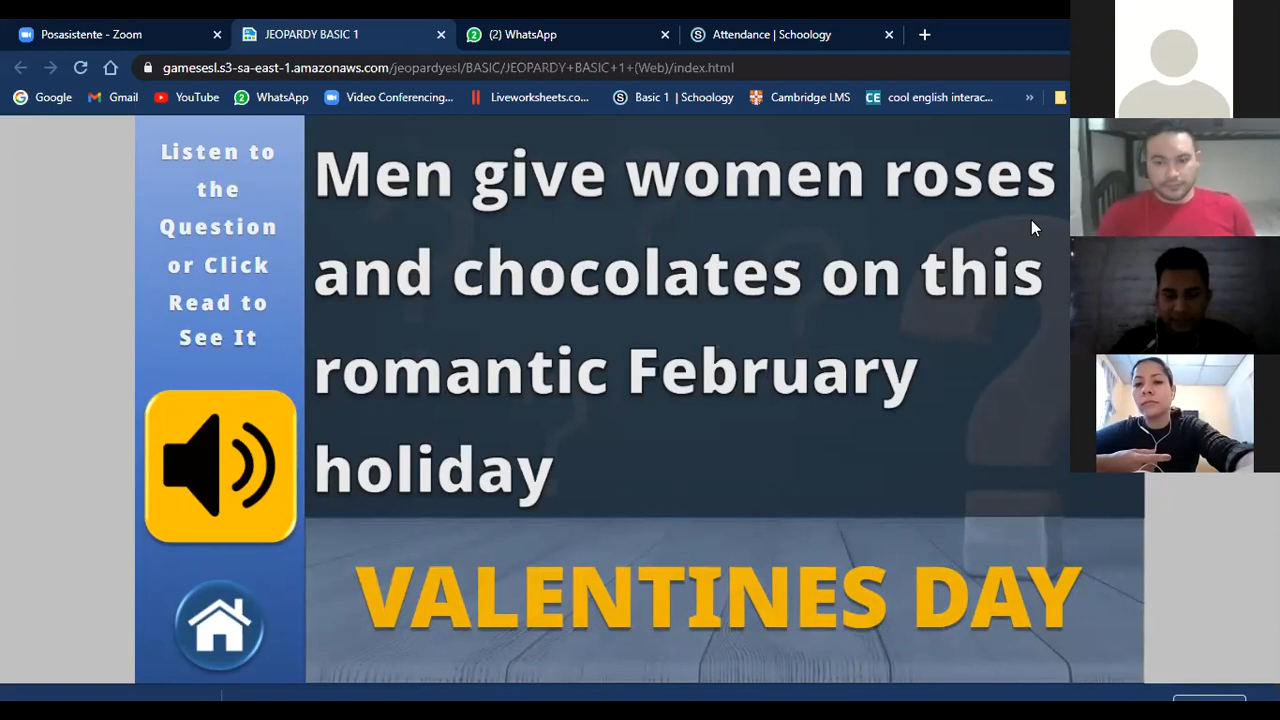 Posasistente - Zoom
JEOPARDY BASIC 1
(2) WhatsApp
Attendance | Schoology
gamesesl.s3-sa-east-1.amazonaws.com/jeopardyesl/BASIC/JEOPARDY+BASIC+1+(Web)/index.html
Google
Gmail
YouTube
WhatsApp
Video Conferencing...
Liveworksheets.co...
Basic 1 | Schoology
Cambridge LMS
CE
cool english interac...
Listen to
the
Question
or Click
Read to
See It
Men give women roses
and chocolates on this
romantic February
holiday
VALENTINES DAY